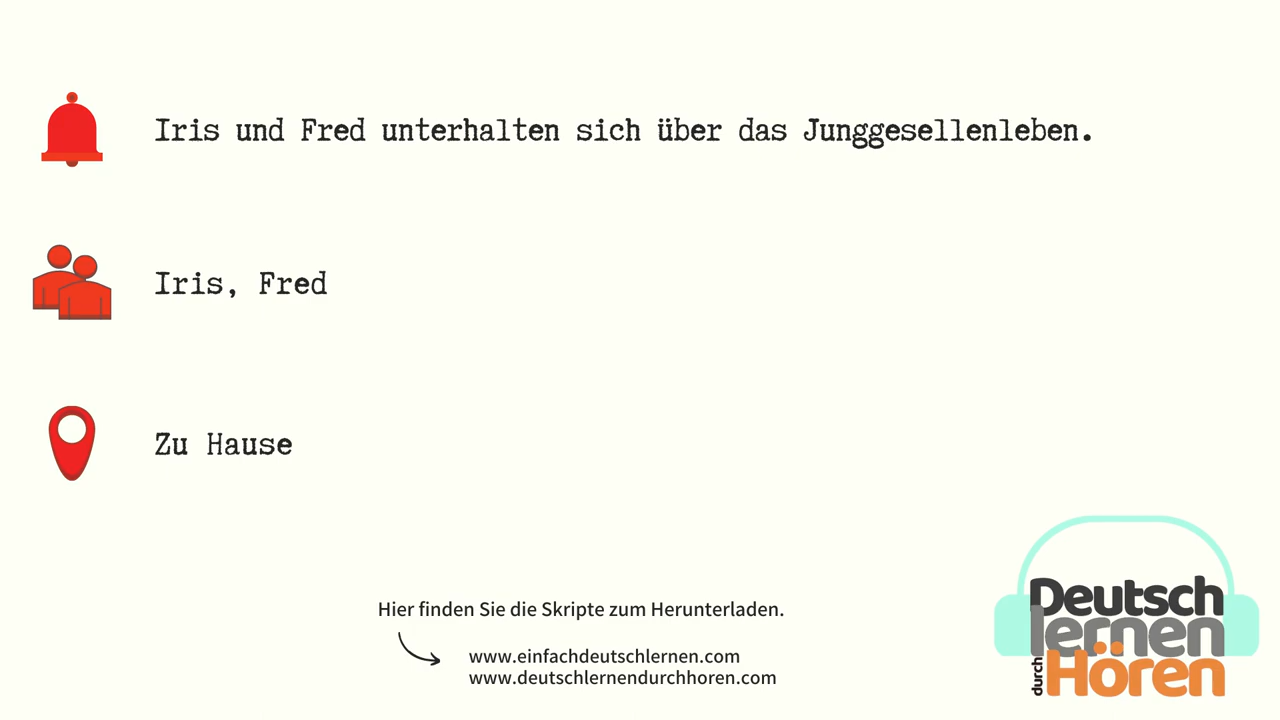 Iris und Fred unterhalten sich über das Junggesellenleben.
Iris, Fred
Zu Hause
Hier finden Sie die Skripte zum Herunterladen.
www.einfachdeutschlernen.com
www.deutschlernendurchhoren.com
Deutsch
lernen
durch Hören